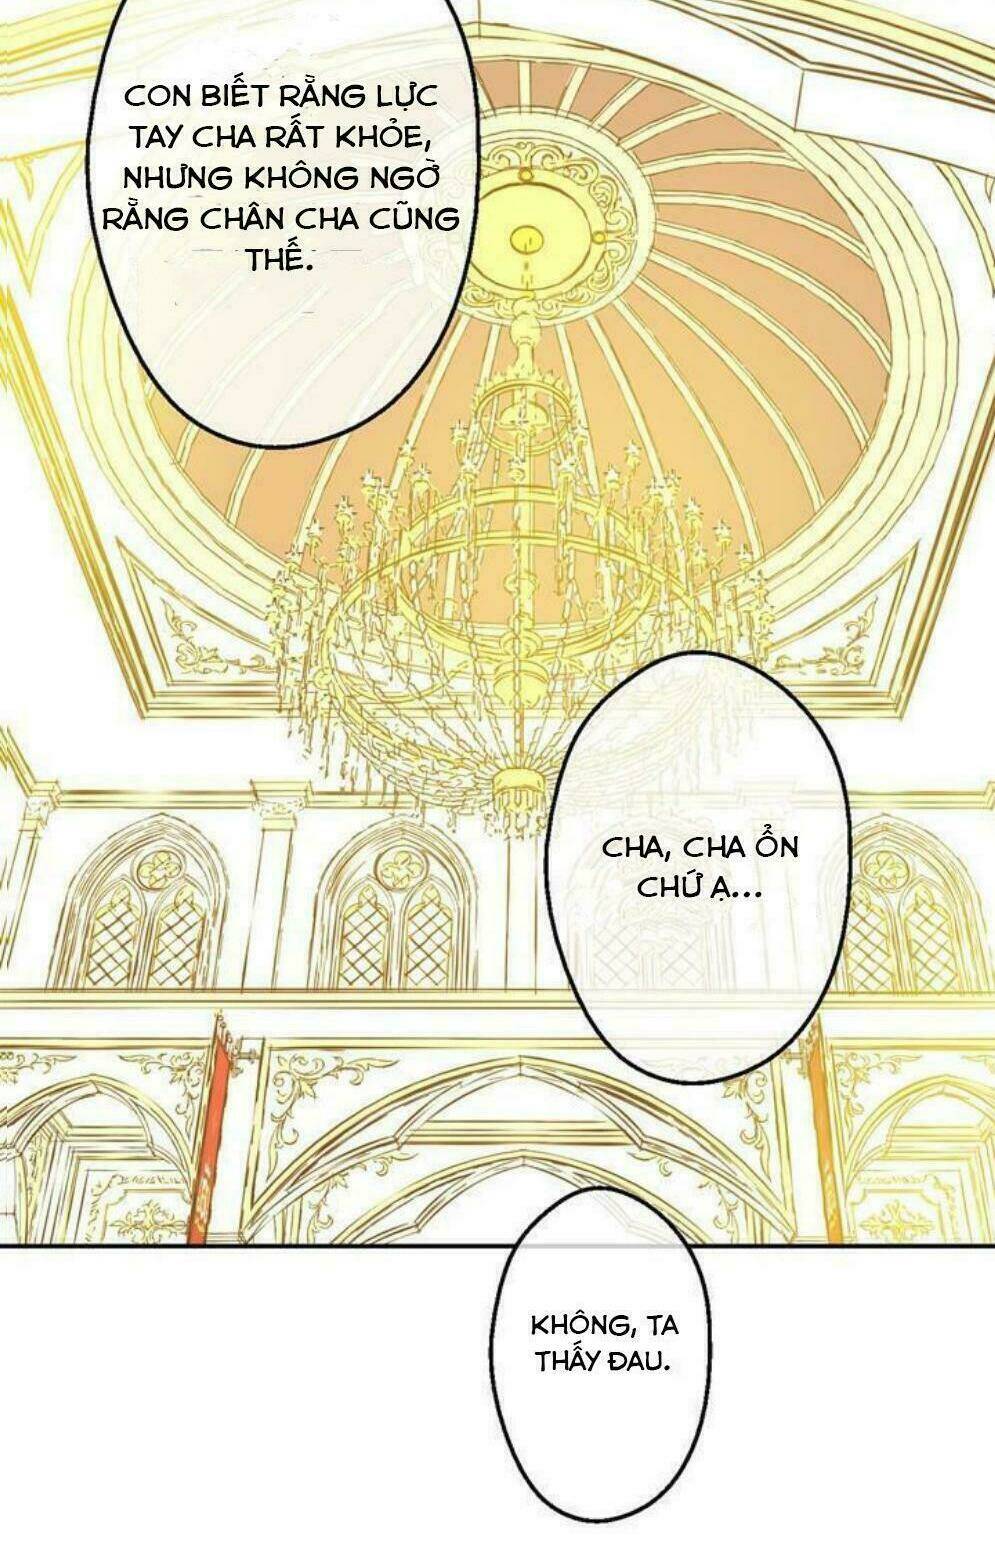 CON BIẾT RẰNG LỰC
TAY CHA RẤT KHỎE,
NHƯNG KHÔNG NGỜ
RẰNG CHÂN CHA CŨNG
THẾ.
CHA, CHA ỔN
CHỨ Ạ...
KHÔNG, TA
THẤY ĐAU.